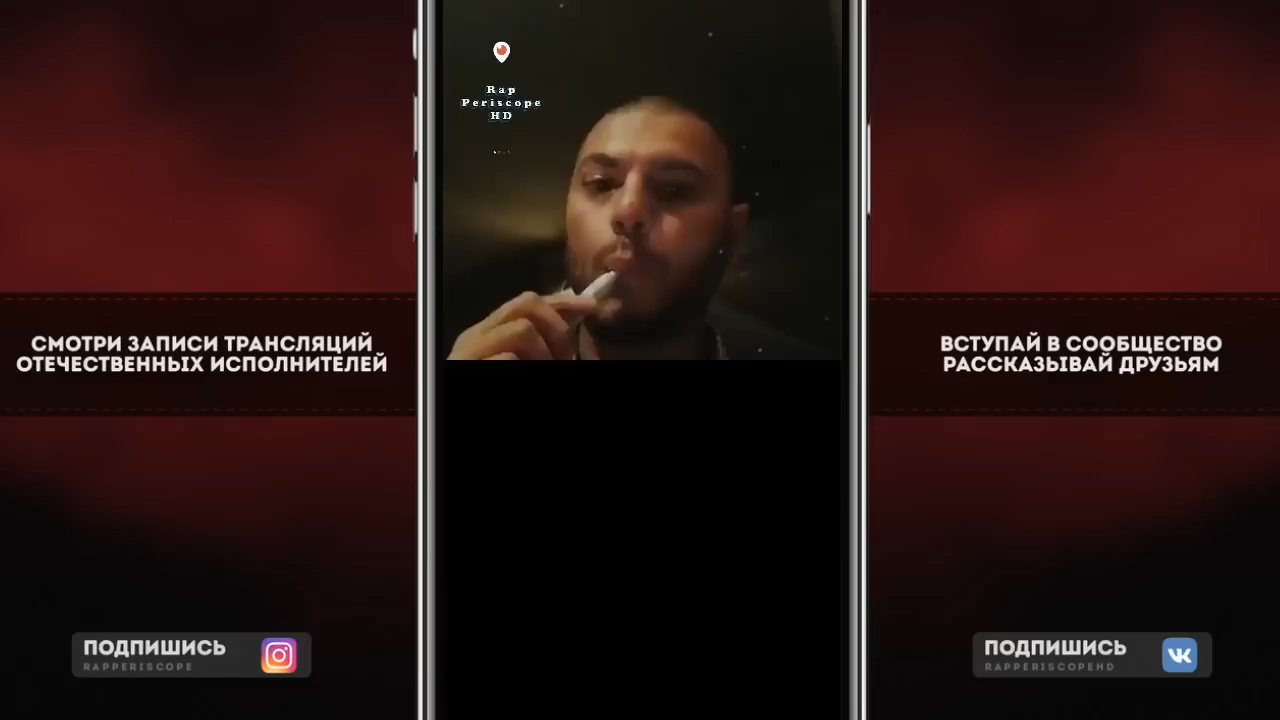 Rap
Periscope
HD
СМОТРИ ЗАПИСИ ТРАНСЛЯЦИЙ
ОТЕЧЕСТВЕННЫХ ИСПОЛНИТЕЛЕЙ
ВСТУПАЙ В СООБЩЕСТВО
РАССКАЗЫВАЙ ДРУЗЬЯМ
ПОДПИШИСЬ
RAPPERISCOPE
ПОДПИШИСЬ
RAPPERISCOPEHD